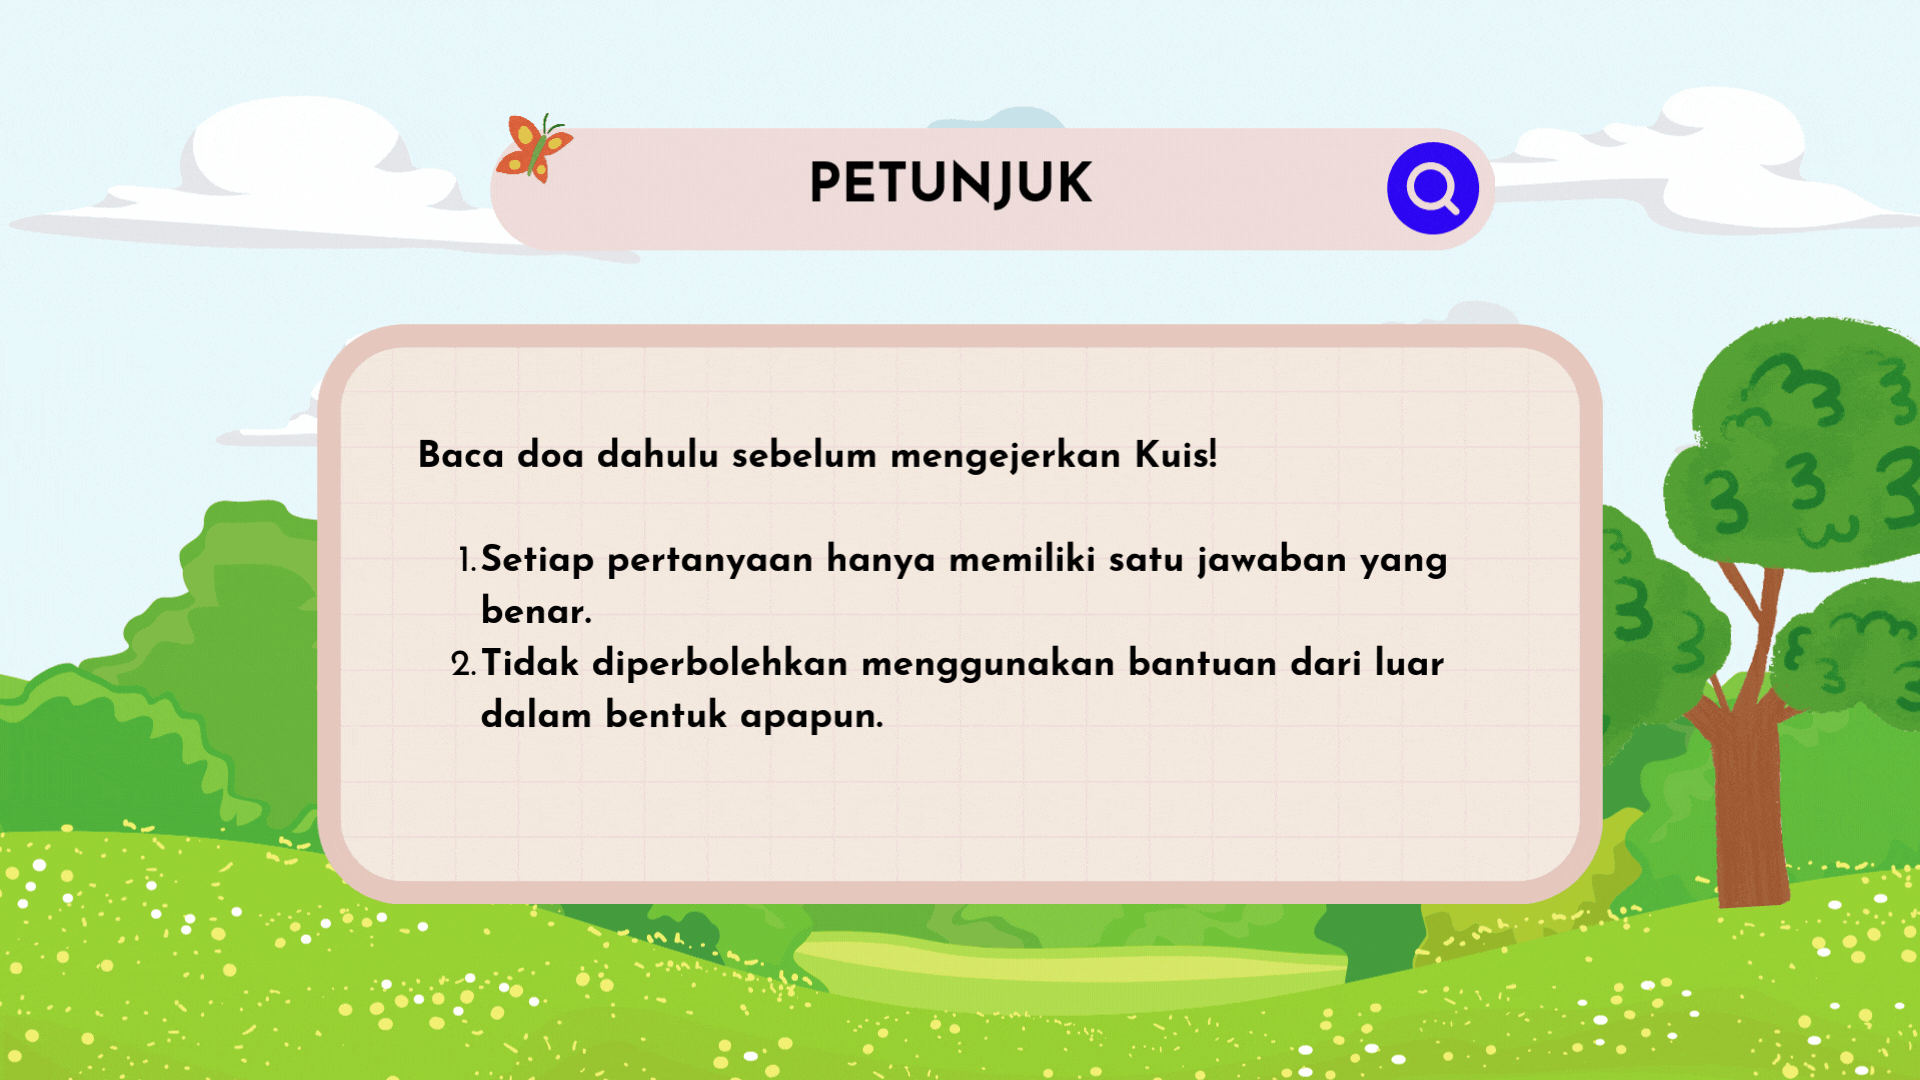 PETUNJUK
Baca doa dahulu sebelum mengejerkan Kuis!
1. Setiap pertanyaan hanya memiliki satu jawaban yang
benar.
2. Tidak diperbolehkan menggunakan bantuan dari luar
dalam bentuk apapun.